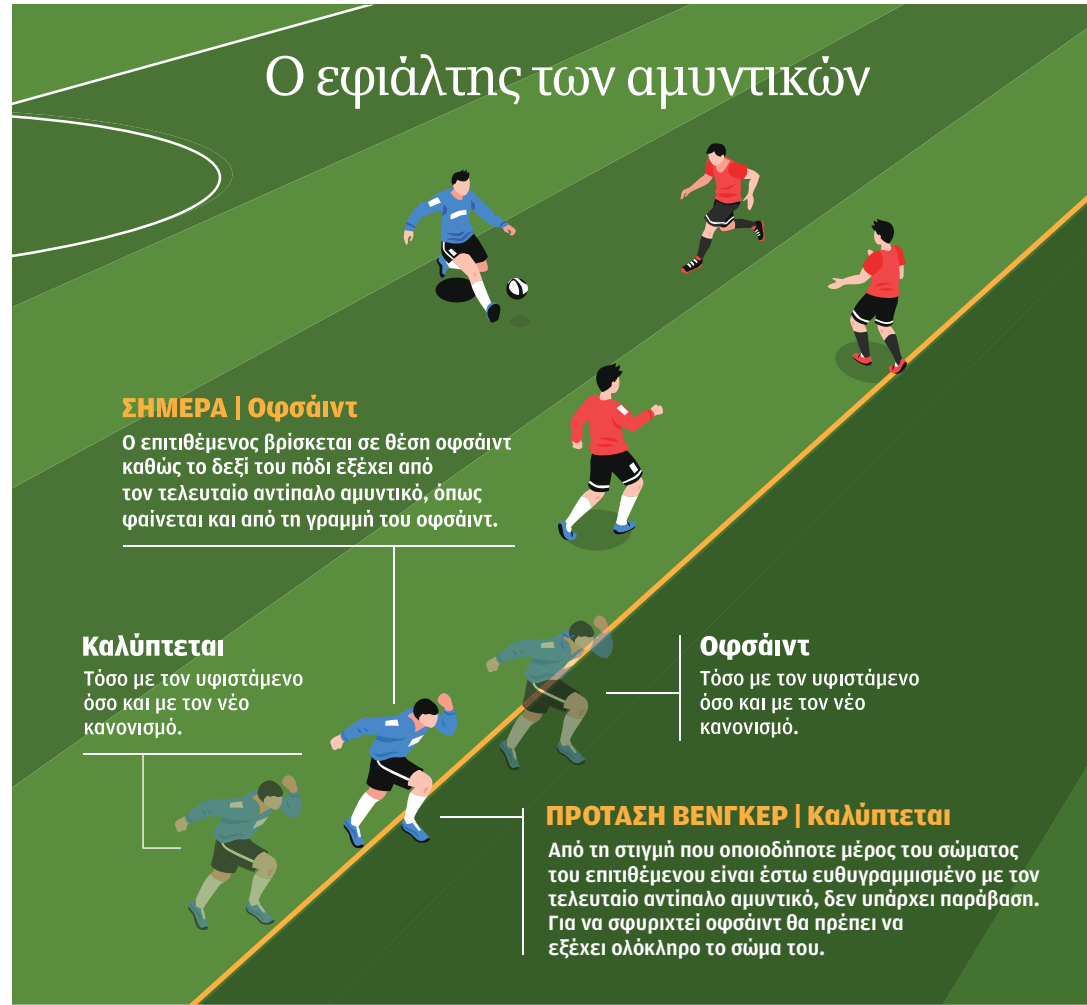 Ο εφιάλτης των αμυντικών
ΣΗΜΕΡΑ | Οφσάιντ
Ο επιτιθέμενος βρίσκεται σε θέση οφσάιντ
καθώς το δεξί του πόδι εξέχει από
τον τελευταίο αντίπαλο αμυντικό, όπως
φαίνεται και από τη γραμμή του οφσάιντ.
Καλύπτεται
Τόσο με τον υφιστάμενο
όσο και με τον νέο
κανονισμό.
Οφσάιντ
Τόσο με τον υφιστάμενο
όσο και με τον νέο
κανονισμό.
ΠΡΟΤΑΣΗ ΒΕΝΓΚΕΡ | Καλύπτεται
Από τη στιγμή που οποιοδήποτε μέρος του σώματος
του επιτιθέμενου είναι έστω ευθυγραμμισμένο με τον
τελευταίο αντίπαλο αμυντικό, δεν υπάρχει παράβαση.
Για να σφυριχτεί οφσάιντ θα πρέπει να
εξέχει ολόκληρο το σώμα του.